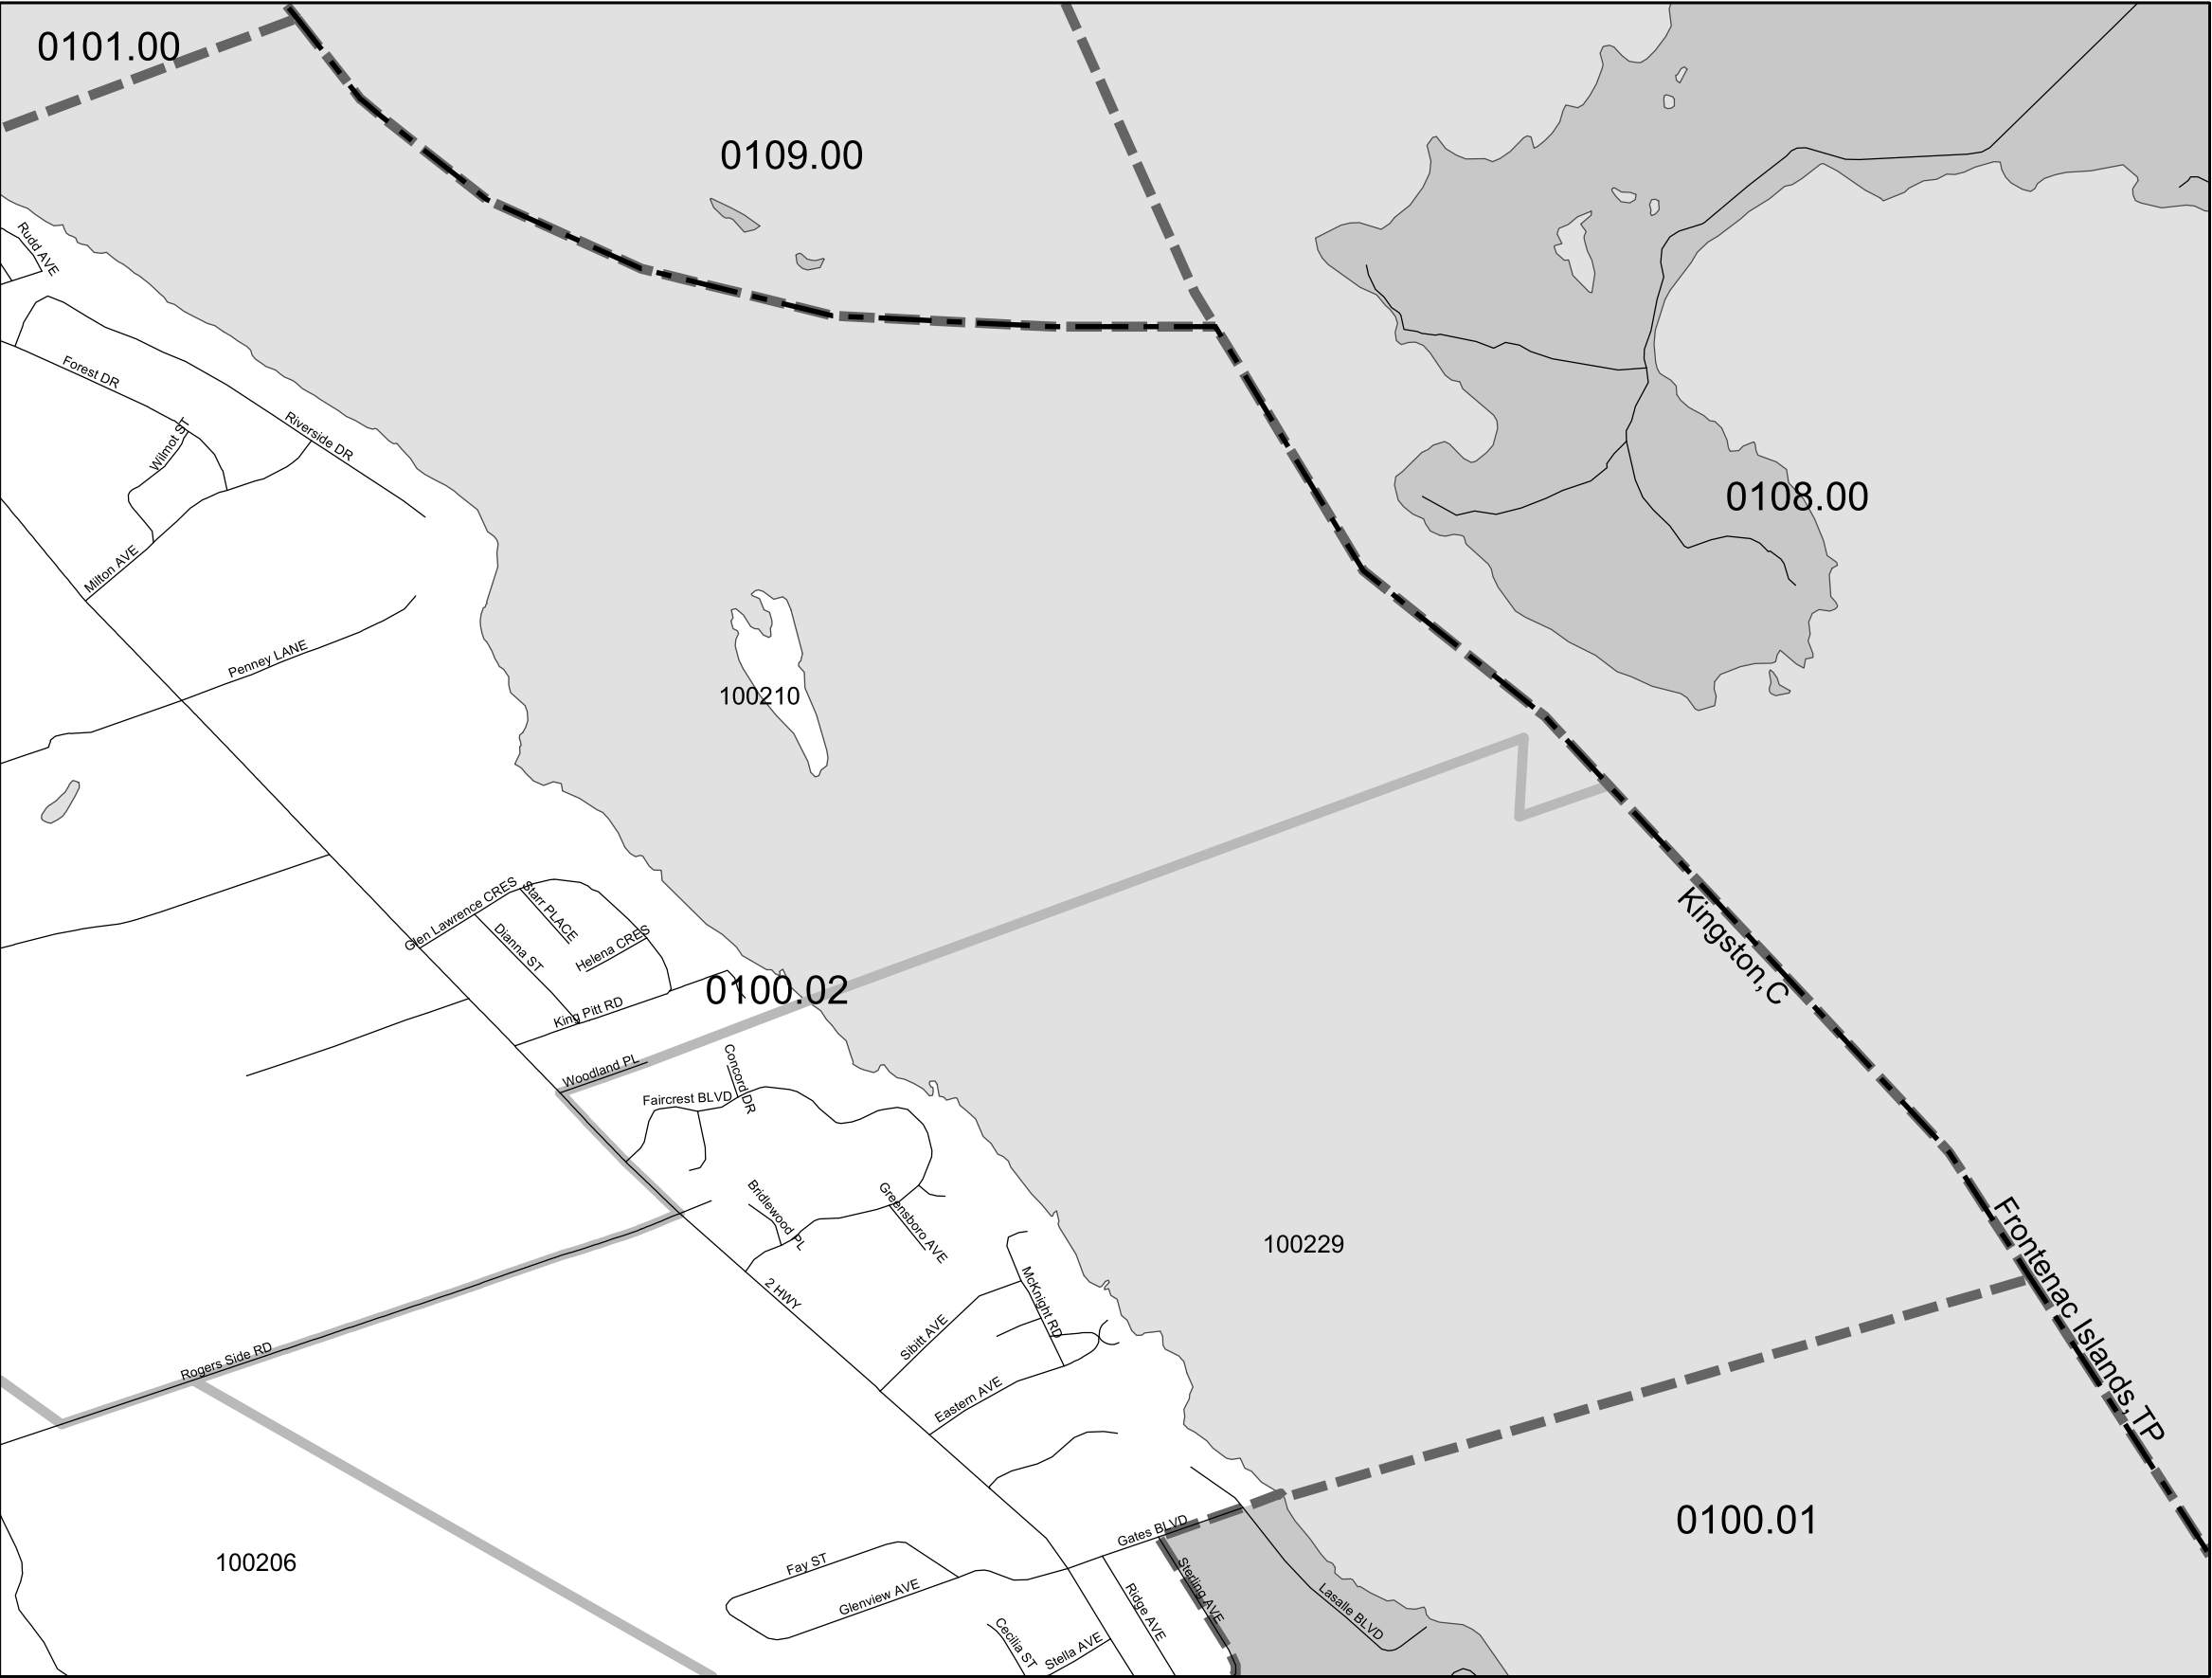 0101.00
0109.00
Rudd AVE
Forest DR
Wilmot ST
Riverside DR
0108.00
Milton AVE
Penney LANE
100210
Glen Lawrence CRES
Starr PLACE
Dianna ST
Helena CRES
Kingston,C
0100.02
King Pitt RD
Woodland PL
Concord DR
Faircrest BLVD
Bridlewood PL
Greensboro AVE
100229
Frontenac Islands,TP
2 HWY
McKnight RD
Sibitt AVE
Rogers Side RD
Eastern AVE
0100.01
Gates BLVD
100206
Fay ST
Sterling AVE
Glenview AVE
Ridge AVE
Lasalle BLVD
Cecilia ST
Stella AVE